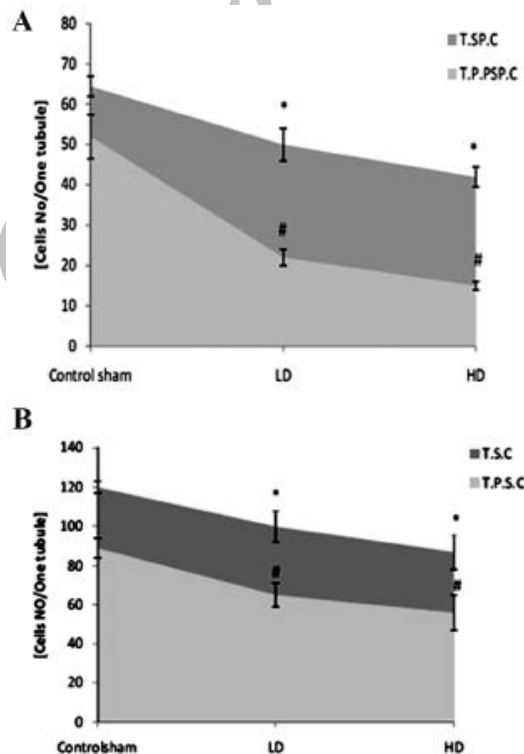 A
80
70
60
50
40
30
20
10
0
[Cells No/One tubule]
T.SP.C
T.P.PSP.C
*
*
#
#
Control sham
LD
HD
B
140
120
100
80
60
40
20
0
[Cells NO/One tubule]
T.S.C
T.P.S.C
*
*
#
#
Controlsham
LD
HD